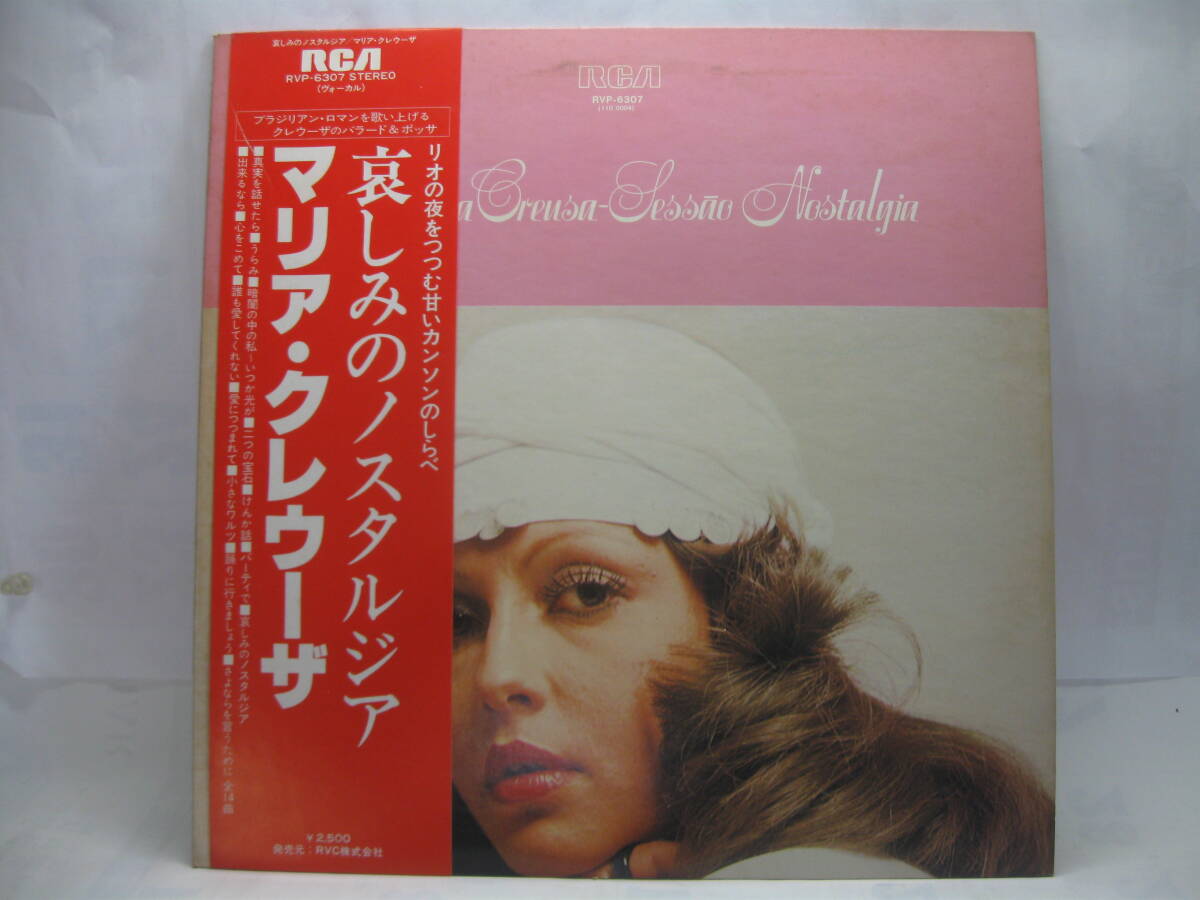 哀しみのノスタルジア/マリア・クレウーザ
RCA
RVP-6307 STEREO
(ヴォーカル)
ブラジリアン・ロマンを歌い上げる
クレウーザのバラード&ボッサ
リオの夜をつつむ甘いカンソンのしらべ
哀しみのノスタルジア
マリア・クレウーザ
■真実を話せたら■うらみ■暗闇の中の私〜いつか光が■二つの宝石■けんか話■パーティで■哀しみのノスタルジア
■出来るなら■心をこめて■誰も愛してくれない■愛につつまれて■小さなワルツ■踊りに行きましょう■さよならを言うために 全14曲
¥2,500
発売元:RVC株式会社
RCA
RVP-6307
(110.0004)
a Creusa-Sessão Nostalgia